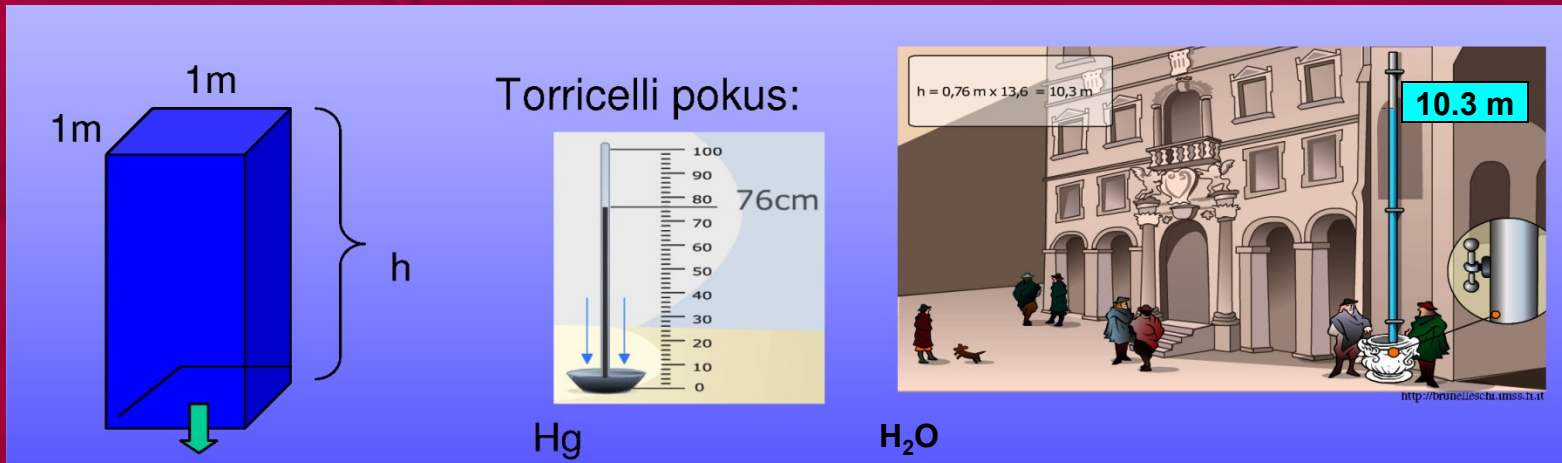 1m
1m
h
Torricelli pokus:
100
90
80
76cm
70
60
50
40
30
20
10
0
Hg
h = 0,76 m x 13,6 = 10,3 m
10.3 m
http://brunelleschi.imss.fi.it
H₂O